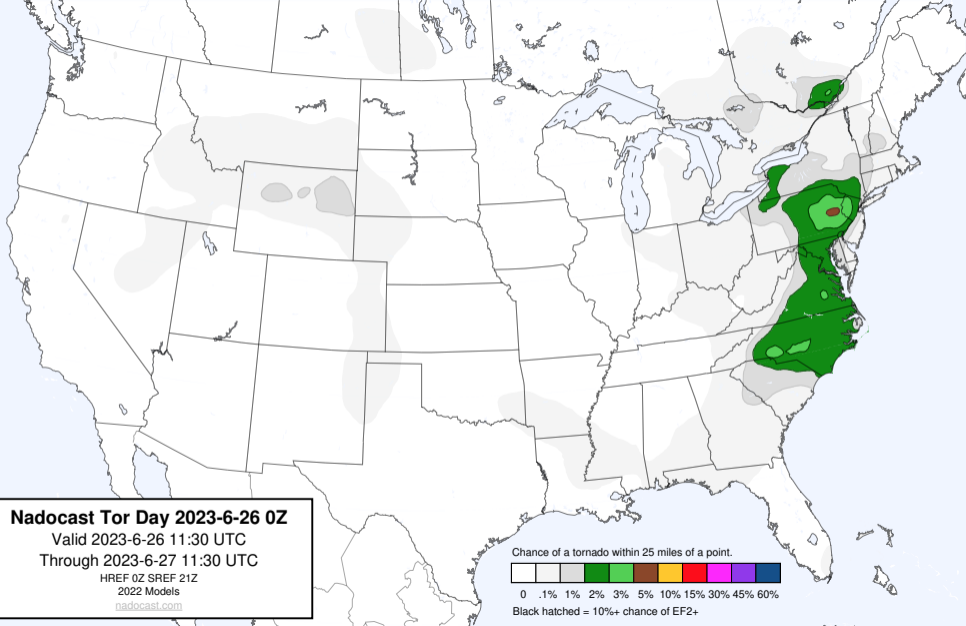 Nadocast Tor Day 2023-6-26 0Z
Valid 2023-6-26 11:30 UTC
Through 2023-6-27 11:30 UTC
HREF 0Z SREF 21Z
2022 Models
nadocast.com
Chance of a tornado within 25 miles of a point.
0 .1% 1% 2% 3% 5% 10% 15% 30% 45% 60%
Black hatched = 10%+ chance of EF2+